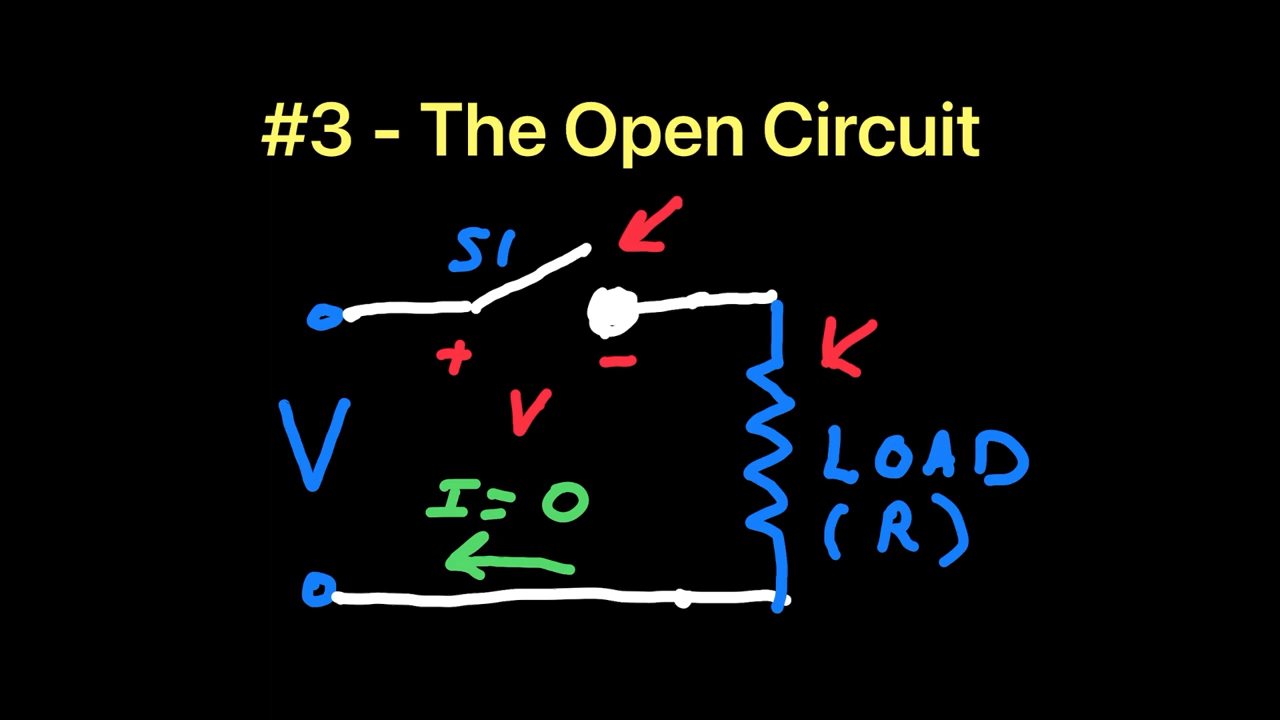 #3 - The Open Circuit
S1
+ -
V
V
I = 0
LOAD
(R)